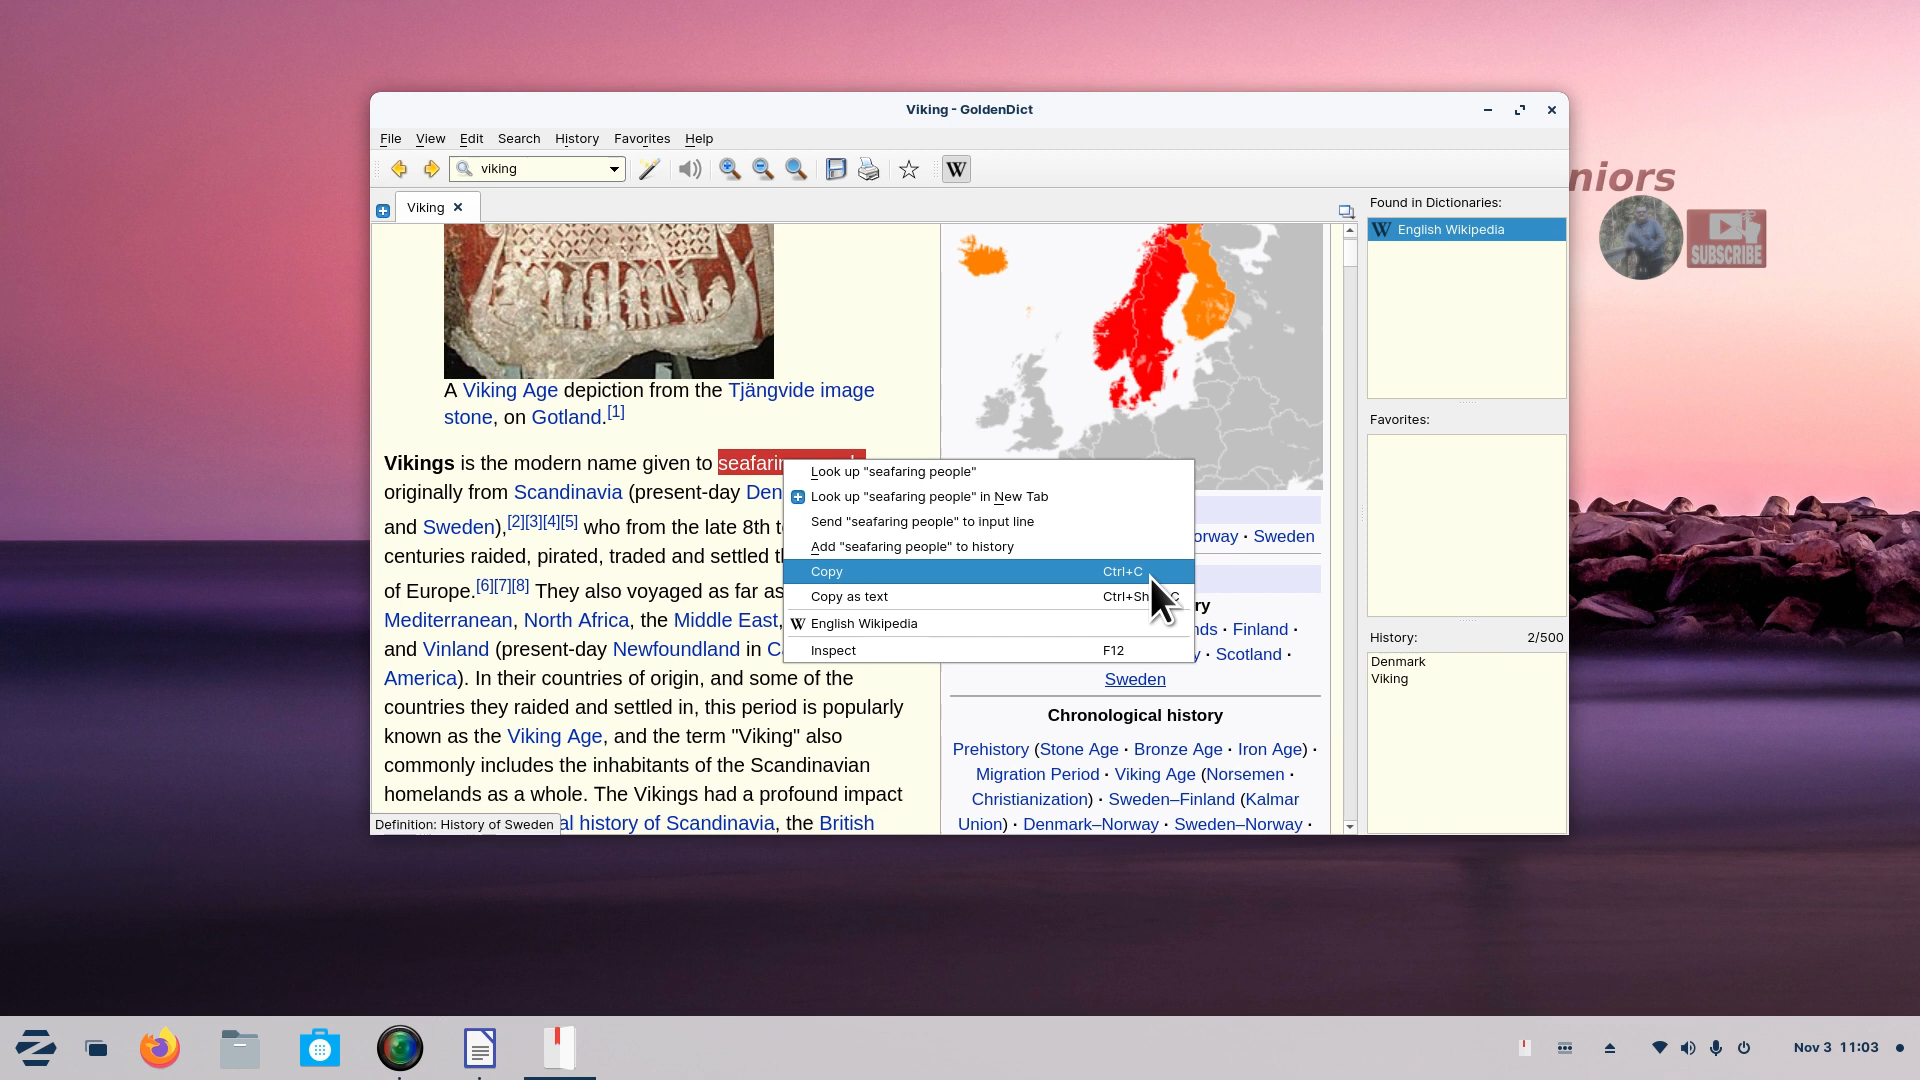 Viking - GoldenDict
File View Edit Search History Favorites Help
viking
W
niors
SUBSCRIBE
Viking
A Viking Age depiction from the Tjängvide image
stone, on Gotland.[1]
Vikings is the modern name given to
originally from Scandinavia (present-day Den
and Sweden),[2][3][4][5] who from the late 8th
centuries raided, pirated, traded and settled
of Europe.[6][7][8] They also voyaged as far as
Mediterranean, North Africa, the Middle East,
and Vinland (present-day Newfoundland in
America). In their countries of origin, and some of the
countries they raided and settled in, this period is popularly
known as the Viking Age, and the term "Viking" also
commonly includes the inhabitants of the Scandinavian
homelands as a whole. The Vikings had a profound impact
al history of Scandinavia, the British
Definition: History of Sweden
Look up "seafaring people"
Look up "seafaring people" in New Tab
Send "seafaring people" to input line
Add "seafaring people" to history
Copy Ctrl+C
Copy as text Ctrl+Sh C
W English Wikipedia
Inspect F12
orway · Sweden
ry
nds · Finland ·
y · Scotland ·
Sweden
Chronological history
Prehistory (Stone Age · Bronze Age · Iron Age) ·
Migration Period · Viking Age (Norsemen ·
Christianization) · Sweden–Finland (Kalmar
Union) · Denmark–Norway · Sweden–Norway ·
Found in Dictionaries:
W English Wikipedia
Favorites:
History: 2/500
Denmark
Viking
Nov 3 11:03